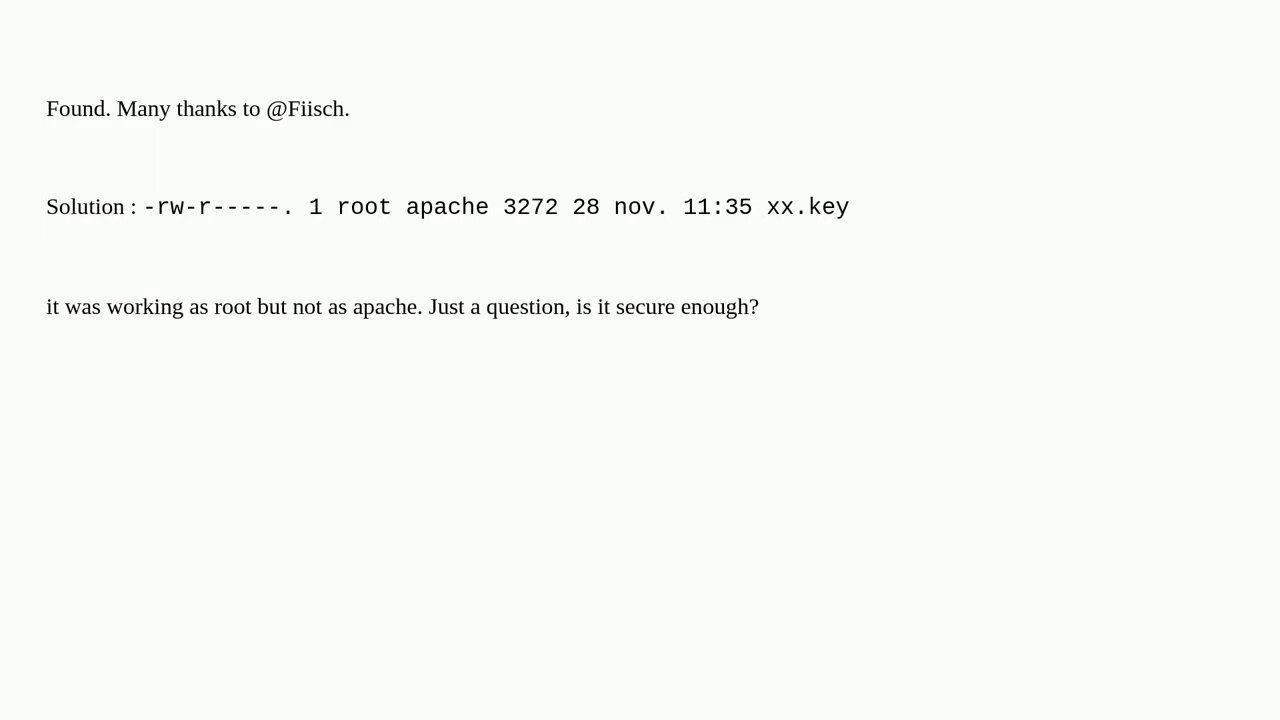 Found. Many thanks to @Fiisch.
Solution : -rw-r-----. 1 root apache 3272 28 nov. 11:35 xx.key
it was working as root but not as apache. Just a question, is it secure enough?